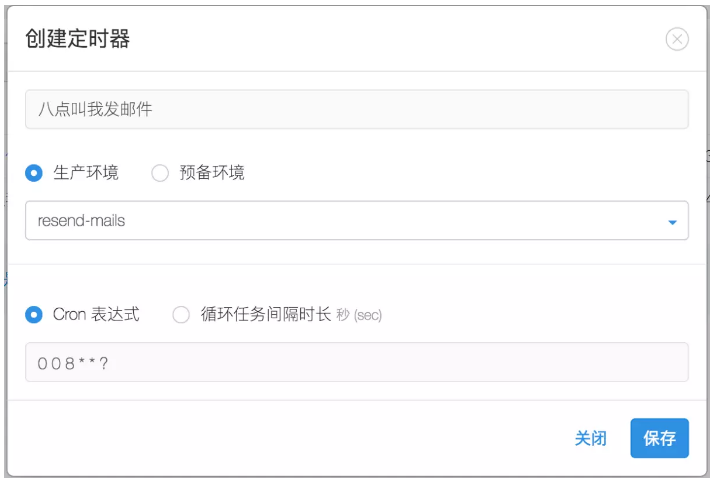 创建定时器
八点叫我发邮件
生产环境 预备环境
resend-mails
Cron 表达式 循环任务间隔时长 秒 (sec)
0 0 8 * * ?
关闭 保存